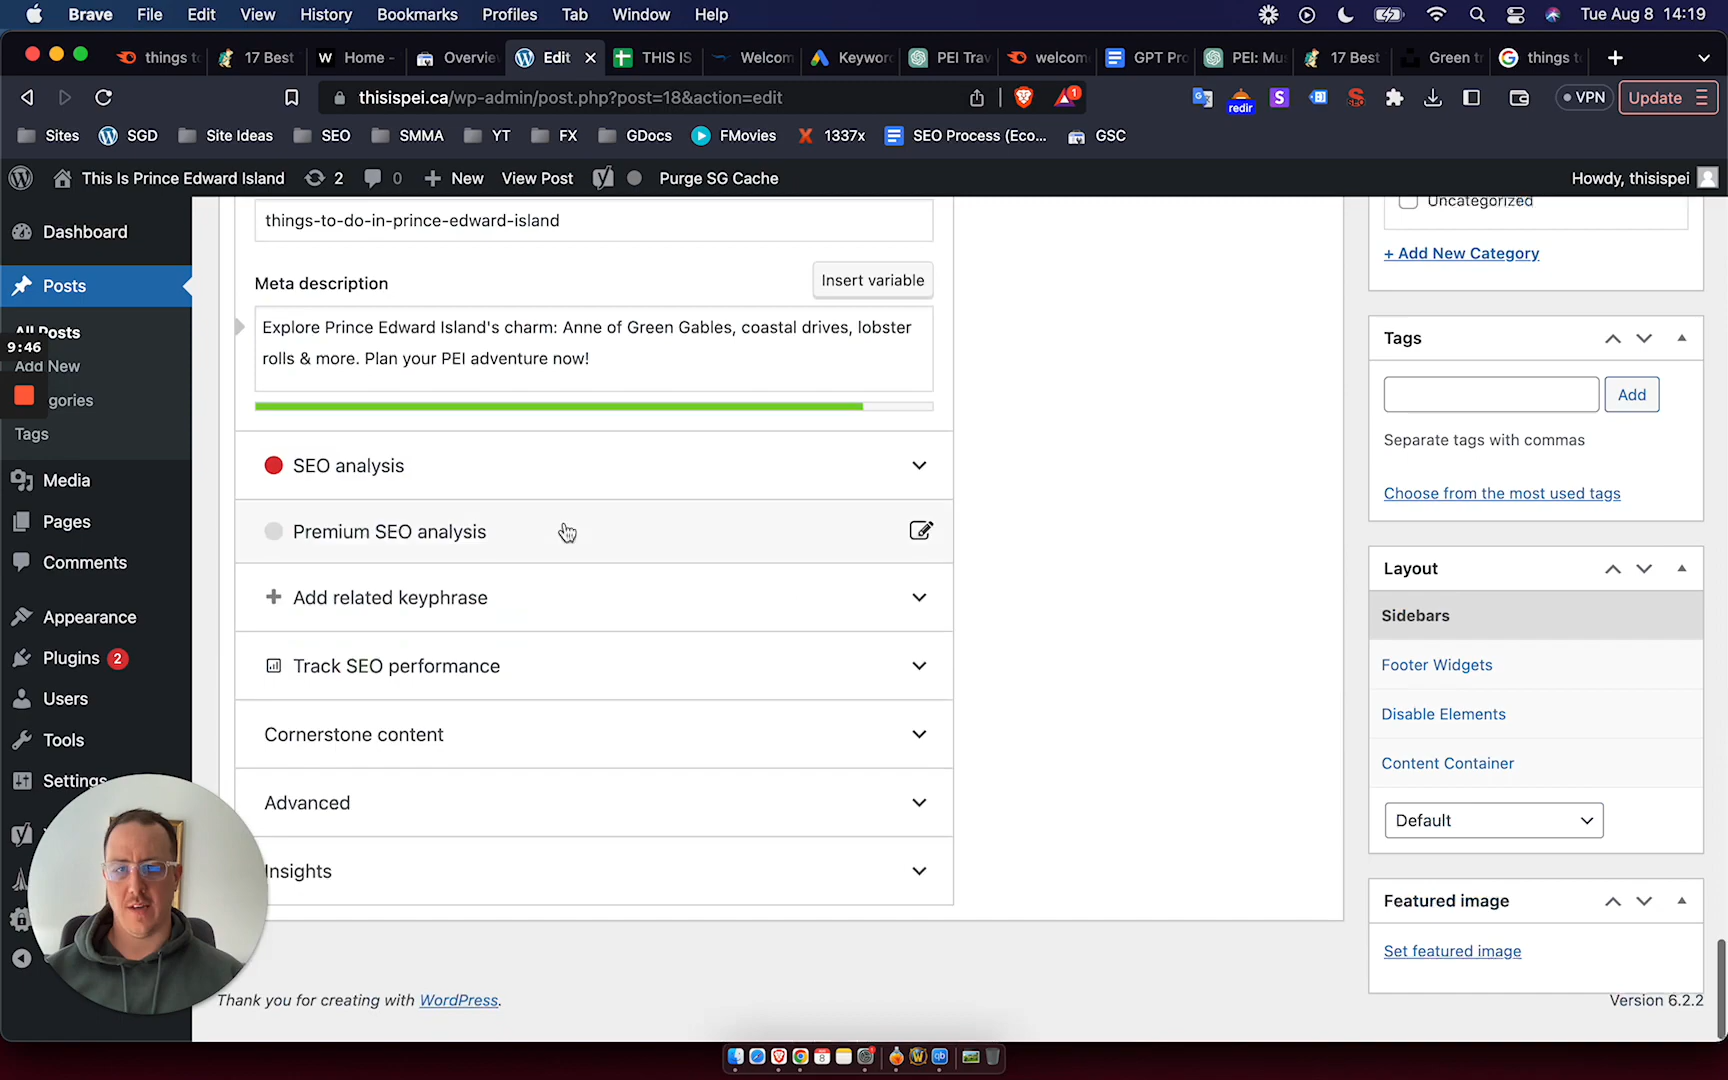 Brave File Edit View History Bookmarks Profiles Tab Window Help Tue Aug 8 14:19
things to 17 Best Home - Overvie Edit THIS IS Welcom Keywor PEI Trav welcom GPT Pro PEI: Mus 17 Best Green tr things to
thisispei.ca/wp-admin/post.php?post=18&action=edit 1 redir VPN Update
Sites SGD Site Ideas SEO SMMA YT FX GDocs FMovies 1337x SEO Process (Eco... GSC
This Is Prince Edward Island 2 0 New View Post Purge SG Cache Howdy, thisispei
Dashboard
Posts
All Posts
9:46
Add New
gories
Tags
Media
Pages
Comments
Appearance
Plugins 2
Users
Tools
Settings
things-to-do-in-prince-edward-island
Meta description Insert variable
Explore Prince Edward Island's charm: Anne of Green Gables, coastal drives, lobster
rolls & more. Plan your PEI adventure now!
SEO analysis
Premium SEO analysis
Add related keyphrase
Track SEO performance
Cornerstone content
Advanced
Insights
Thank you for creating with WordPress.
Uncategorized
+ Add New Category
Tags
Add
Separate tags with commas
Choose from the most used tags
Layout
Sidebars
Footer Widgets
Disable Elements
Content Container
Default
Featured image
Set featured image
Version 6.2.2